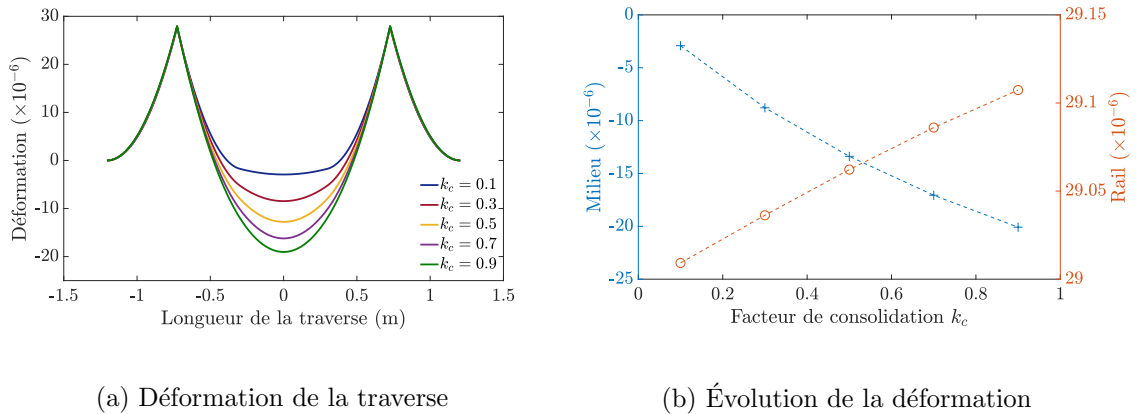 Déformation (×10⁻⁶)
30
20
10
0
-10
-20
-1.5 -1 -0.5 0 0.5 1 1.5
Longueur de la traverse (m)
k_c = 0.1
k_c = 0.3
k_c = 0.5
k_c = 0.7
k_c = 0.9
(a) Déformation de la traverse
Milieu (×10⁻⁶)
0
-5
-10
-15
-20
-25
0 0.2 0.4 0.6 0.8 1
Facteur de consolidation k_c
29.15
29.1
29.05
29
Rail (×10⁻⁶)
(b) Évolution de la déformation